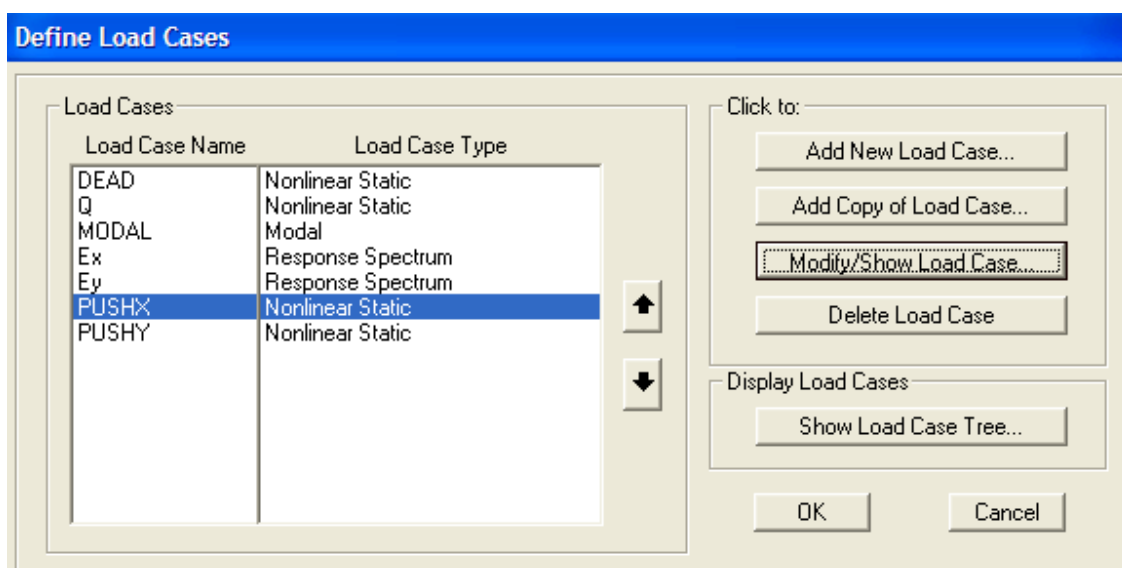 Define Load Cases
Load Cases
Load Case Name Load Case Type
DEAD Nonlinear Static
Q Nonlinear Static
MODAL Modal
Ex Response Spectrum
Ey Response Spectrum
PUSHX Nonlinear Static
PUSHY Nonlinear Static
Click to:
Add New Load Case...
Add Copy of Load Case...
Modify/Show Load Case...
Delete Load Case
Display Load Cases
Show Load Case Tree...
OK Cancel